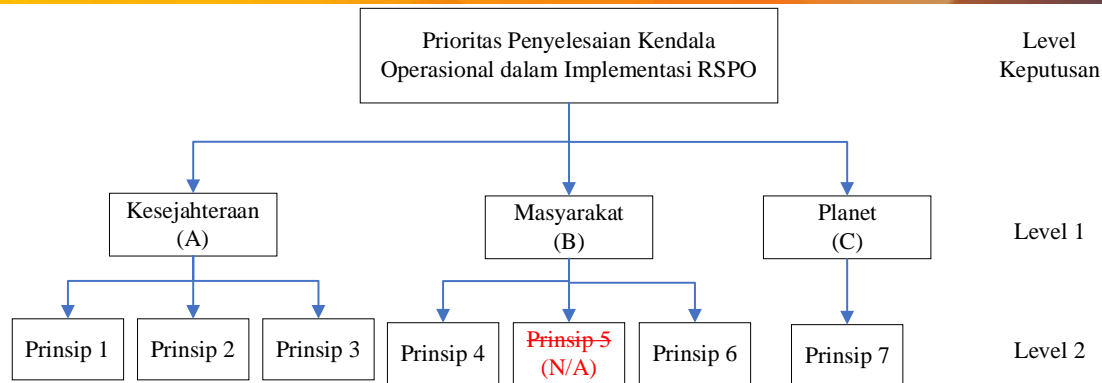 Prioritas Penyelesaian Kendala
Operasional dalam Implementasi RSPO
Level
Keputusan
Kesejahteraan
(A)
Masyarakat
(B)
Planet
(C)
Level 1
Prinsip 1
Prinsip 2
Prinsip 3
Prinsip 4
Prinsip 5
(N/A)
Prinsip 6
Prinsip 7
Level 2